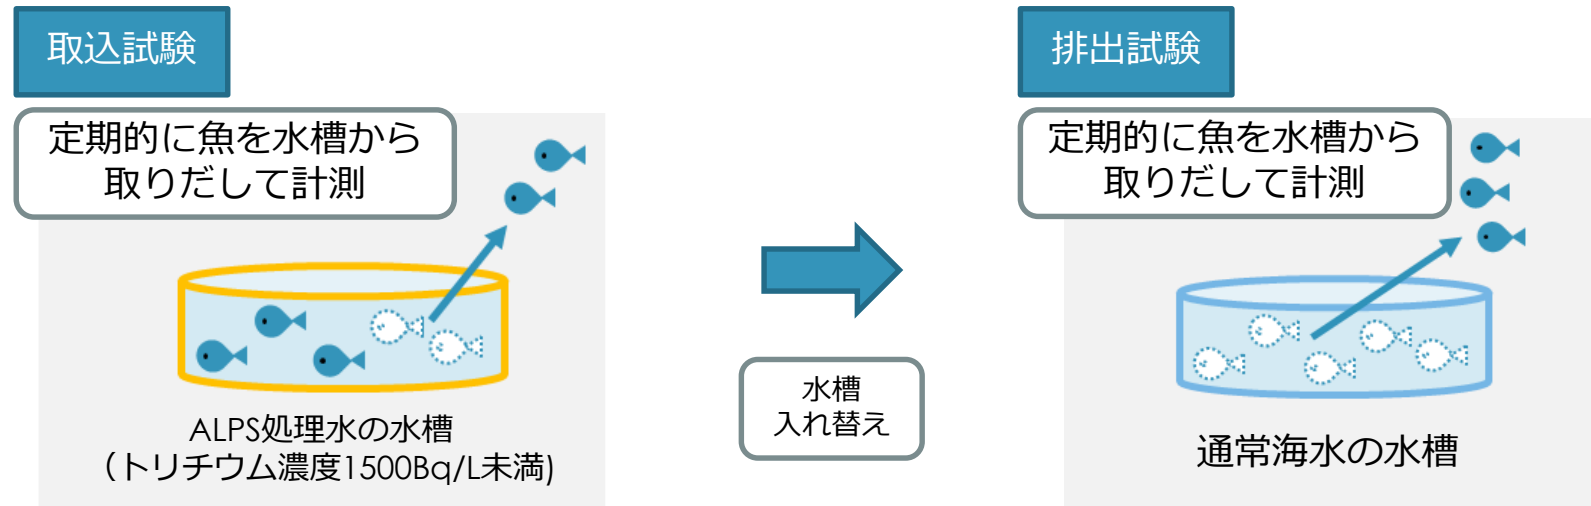 取込試験
定期的に魚を水槽から
取りだして計測
ALPS処理水の水槽
（トリチウム濃度1500Bq/L未満)
水槽
入れ替え
排出試験
定期的に魚を水槽から
取りだして計測
通常海水の水槽